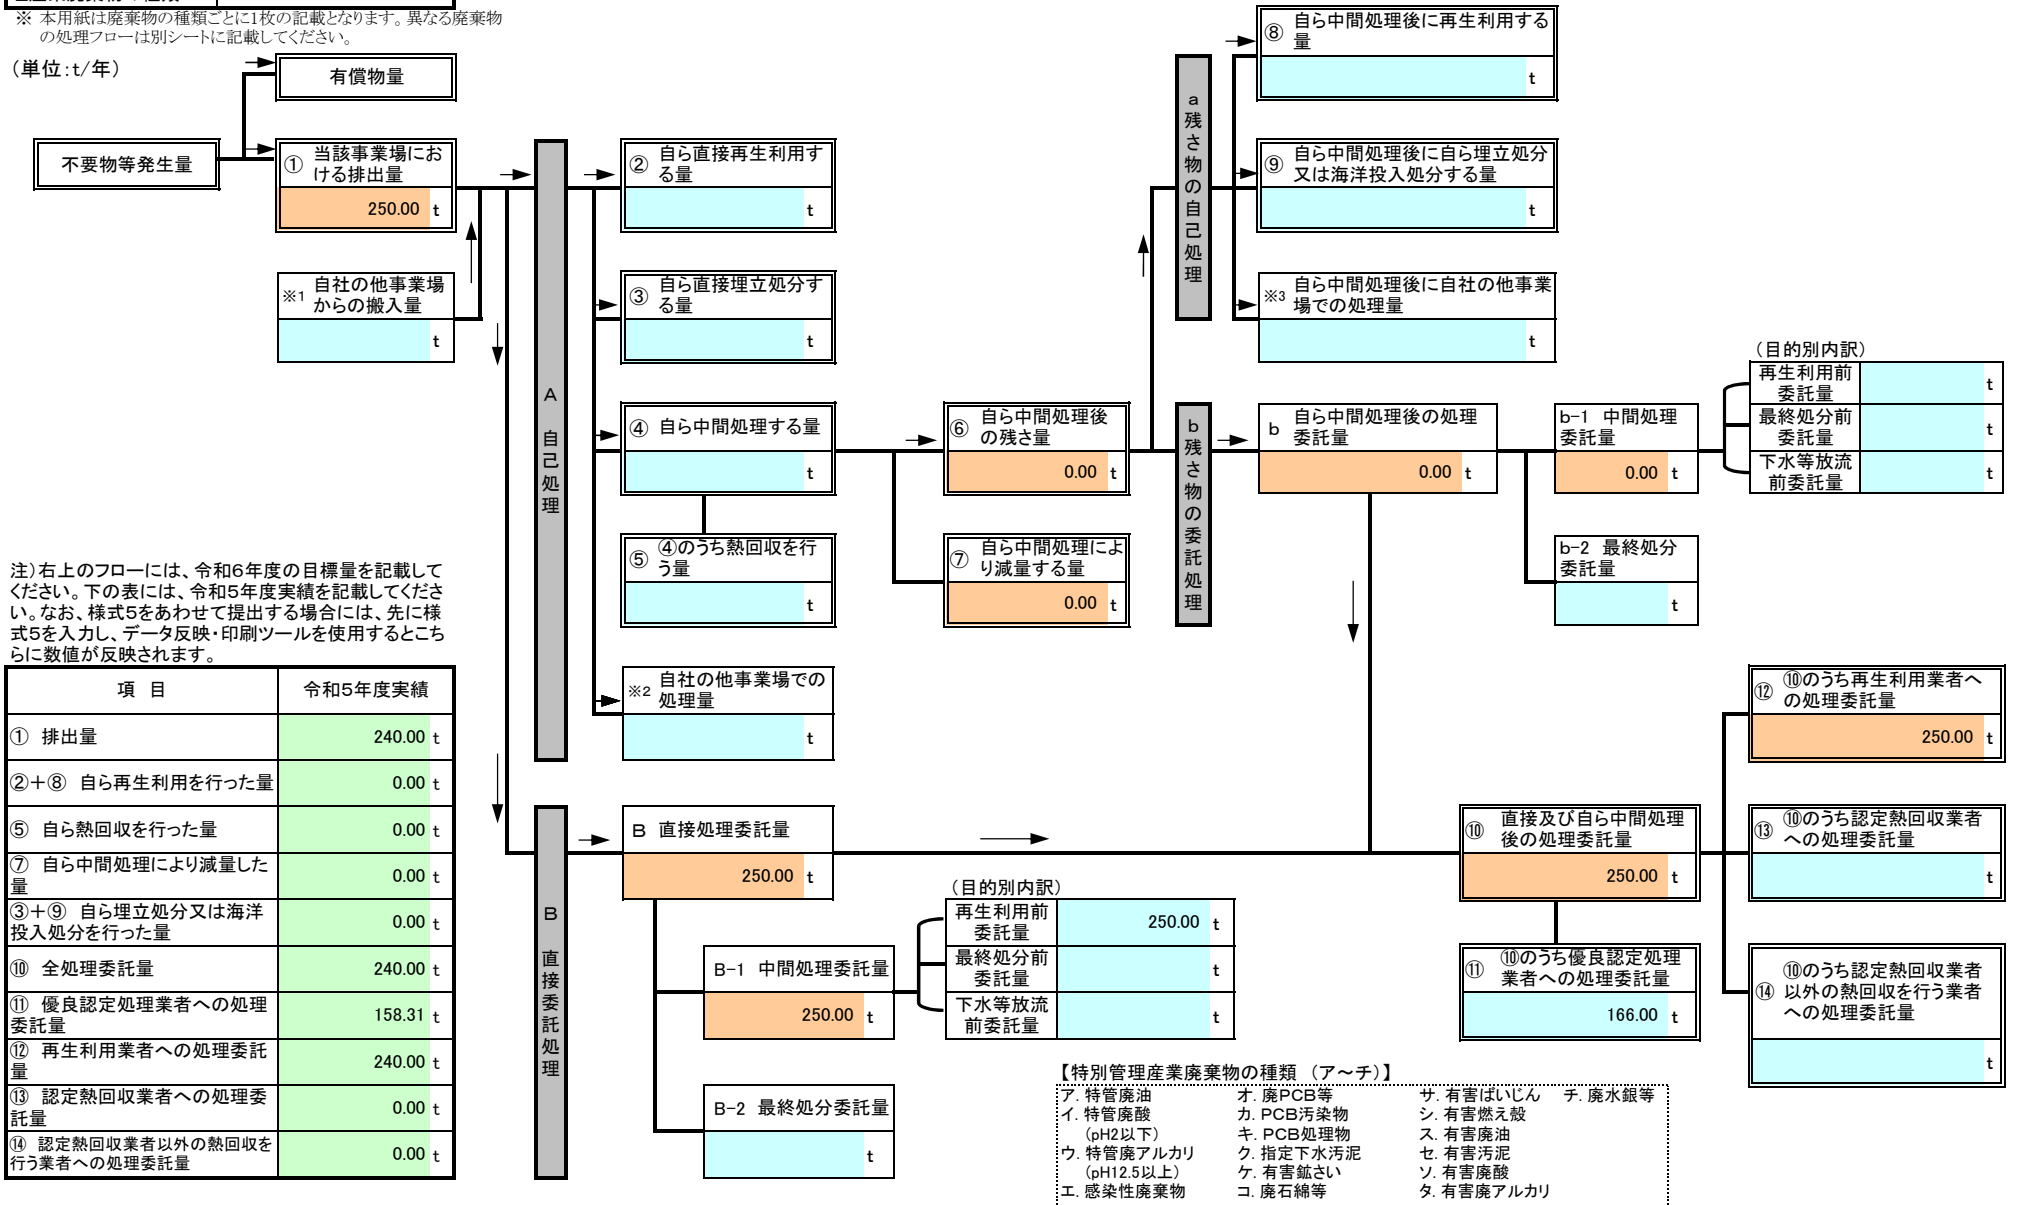 ※ 本用紙は廃棄物の種類ごとに1枚の記載となります。異なる廃棄物
の処理フローは別シートに記載してください。
(単位:t/年)
有償物量
不要物等発生量
① 当該事業場にお
ける排出量
250.00 t
※1 自社の他事業場
からの搬入量
t
A 自己処理
② 自ら直接再生利用す
る量
t
③ 自ら直接埋立処分す
る量
t
④ 自ら中間処理する量
t
⑤ ④のうち熱回収を行
う量
t
※2 自社の他事業場での
処理量
t
⑥ 自ら中間処理後
の残さ量
0.00 t
⑦ 自ら中間処理によ
り減量する量
0.00 t
a 残さ物の自己処理
⑧ 自ら中間処理後に再生利用する
量
t
⑨ 自ら中間処理後に自ら埋立処分
又は海洋投入処分する量
t
※3 自ら中間処理後に自社の他事業
場での処理量
t
b 残さ物の委託処理
b 自ら中間処理後の処理
委託量
0.00 t
b-1 中間処理
委託量
0.00 t
(目的別内訳)
再生利用前
委託量
t
最終処分前
委託量
t
下水等放流
前委託量
t
b-2 最終処分
委託量
t
注)右上のフローには、令和6年度の目標量を記載して
ください。下の表には、令和5年度実績を記載してくださ
い。なお、様式5をあわせて提出する場合には、先に様
式5を入力し、データ反映・印刷ツールを使用するとこち
らに数値が反映されます。
項 目 令和5年度実績
① 排出量 240.00 t
②+⑧ 自ら再生利用を行った量 0.00 t
⑤ 自ら熱回収を行った量 0.00 t
⑦ 自ら中間処理により減量した
量 0.00 t
③+⑨ 自ら埋立処分又は海洋
投入処分を行った量 0.00 t
⑩ 全処理委託量 240.00 t
⑪ 優良認定処理業者への処理
委託量 158.31 t
⑫ 再生利用業者への処理委託
量 240.00 t
⑬ 認定熱回収業者への処理委
託量 0.00 t
⑭ 認定熱回収業者以外の熱回収を
行う業者への処理委託量 0.00 t
B 直接委託処理
B 直接処理委託量
250.00 t
B-1 中間処理委託量
250.00 t
(目的別内訳)
再生利用前
委託量
250.00 t
最終処分前
委託量
t
下水等放流
前委託量
t
B-2 最終処分委託量
t
⑩ 直接及び自ら中間処理
後の処理委託量
250.00 t
⑪ ⑩のうち優良認定処理
業者への処理委託量
166.00 t
⑫ ⑩のうち再生利用業者へ
の処理委託量
250.00 t
⑬ ⑩のうち認定熱回収業者
への処理委託量
t
⑭ ⑩のうち認定熱回収業者
以外の熱回収を行う業者
への処理委託量
t
【特別管理産業廃棄物の種類 (ア~チ)】
ア. 特管廃油 オ. 廃PCB等 サ. 有害ばいじん チ. 廃水銀等
イ. 特管廃酸 カ. PCB汚染物 シ. 有害燃え殻
(pH2以下) キ. PCB処理物 ス. 有害廃油
ウ. 特管廃アルカリ ク. 指定下水汚泥 セ. 有害汚泥
(pH12.5以上) ケ. 有害鉱さい ソ. 有害廃酸
エ. 感染性廃棄物 コ. 廃石綿等 タ. 有害廃アルカリ